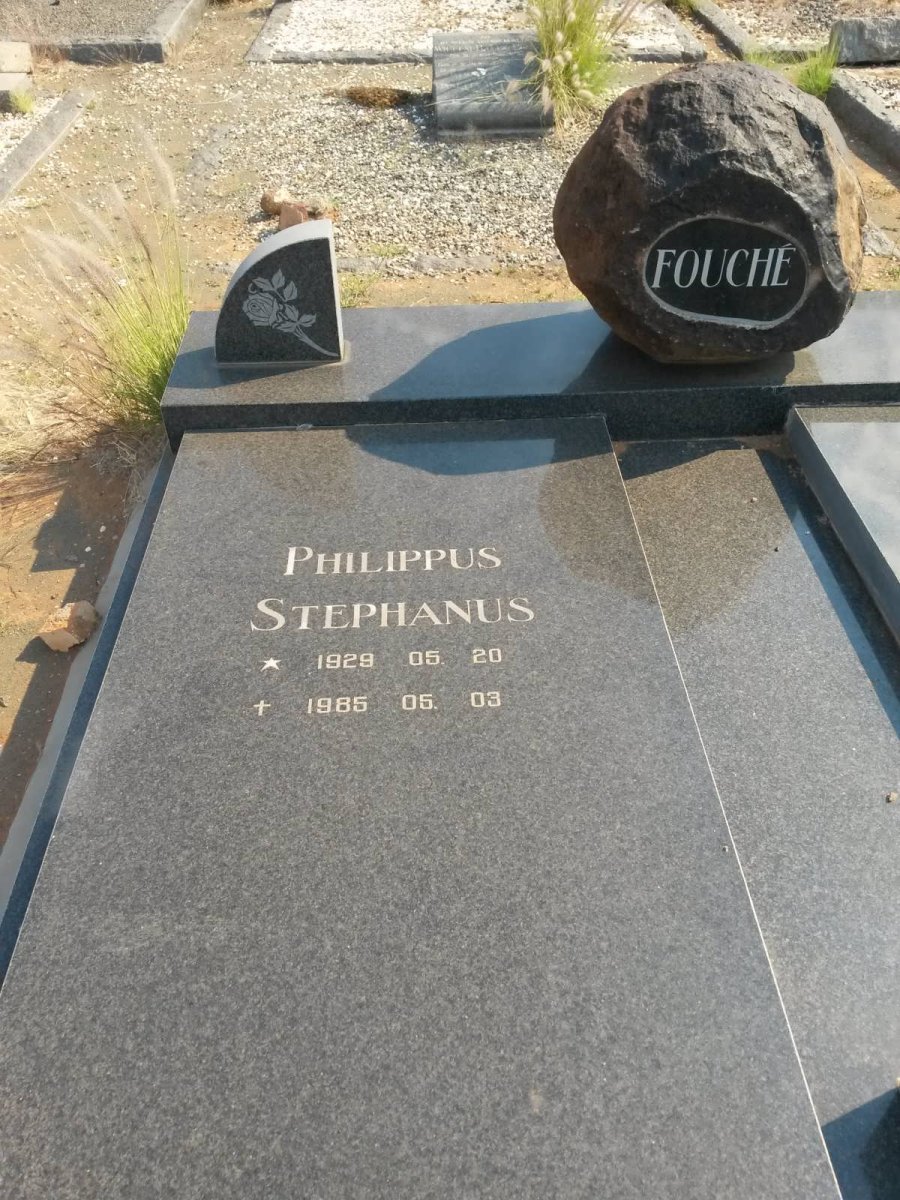 FOUCHÉ
PHILIPPUS
STEPHANUS
★ 1929 05. 20
✝ 1985 05. 03